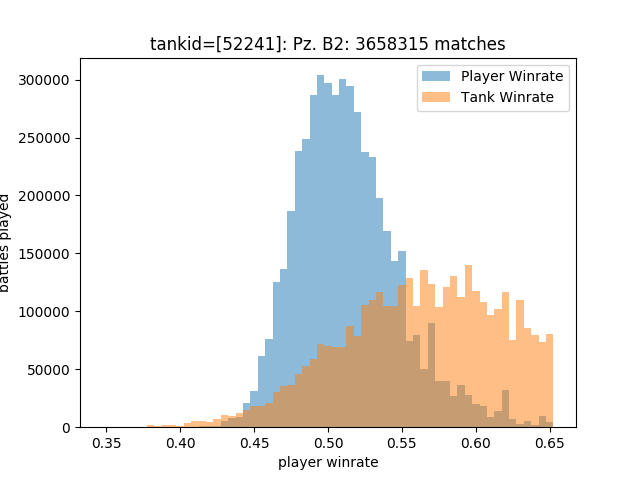 tankid=[52241]: Pz. B2: 3658315 matches
Player Winrate
Tank Winrate
300000
250000
200000
150000
100000
50000
0
battles played
0.35 0.40 0.45 0.50 0.55 0.60 0.65
player winrate